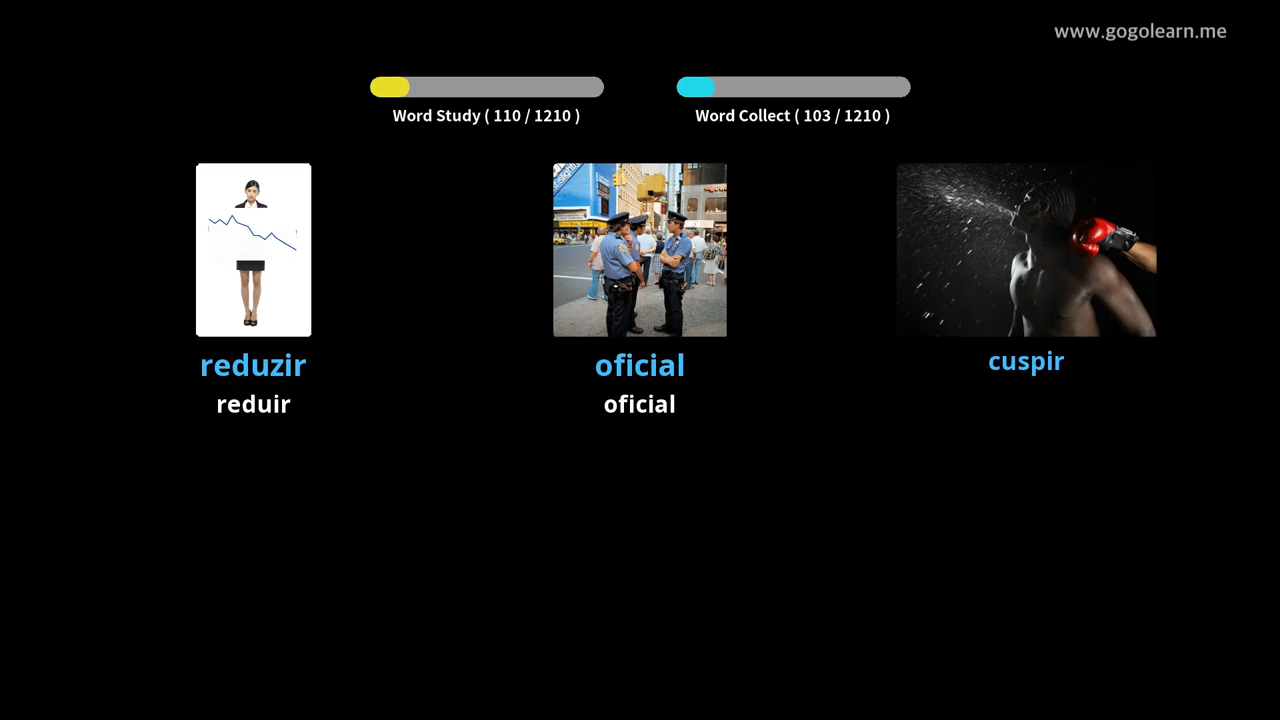 www.gogolearn.me
Word Study ( 110 / 1210 )
Word Collect ( 103 / 1210 )
reduzir
reduir
oficial
oficial
cuspir